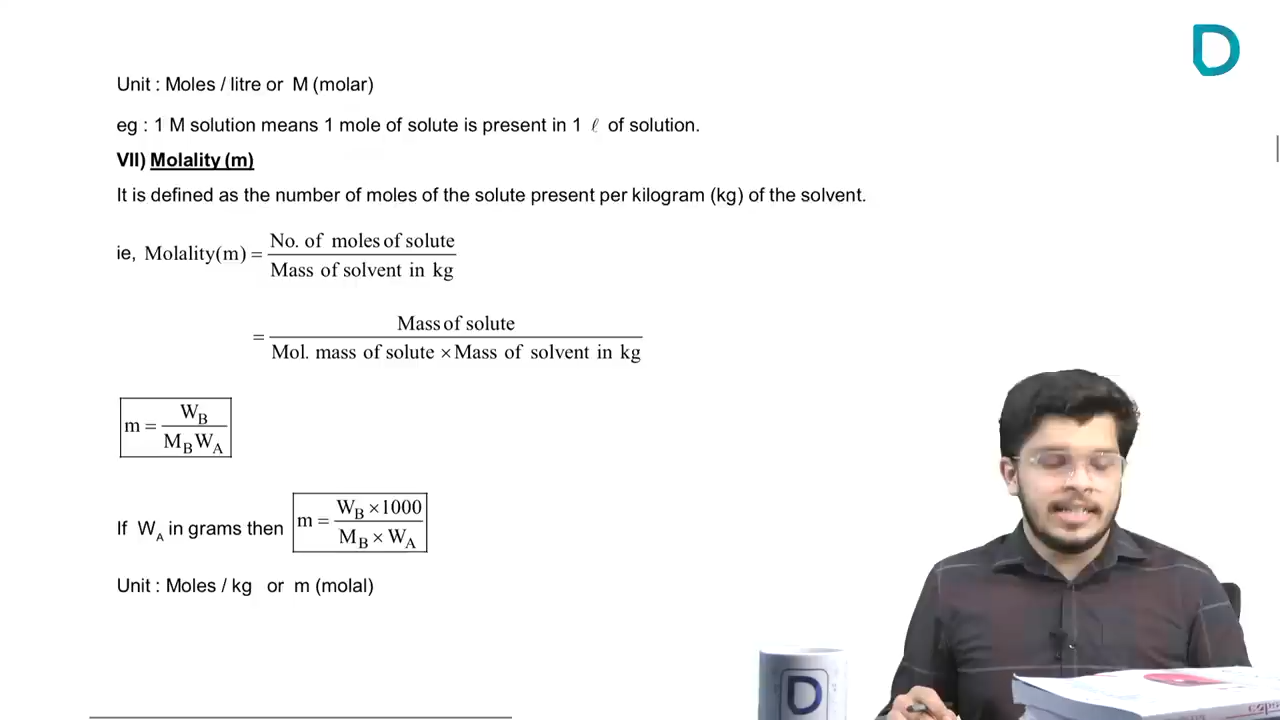 Unit : Moles / litre or M (molar)
eg : 1 M solution means 1 mole of solute is present in 1 ℓ of solution.
VII) Molality (m)
It is defined as the number of moles of the solute present per kilogram (kg) of the solvent.
ie, Molality(m) = No. of moles of solute / Mass of solvent in kg
= Mass of solute / Mol. mass of solute × Mass of solvent in kg
m = W_B / M_B W_A
If W_A in grams then m = W_B × 1000 / M_B × W_A
Unit : Moles / kg or m (molal)
D
D